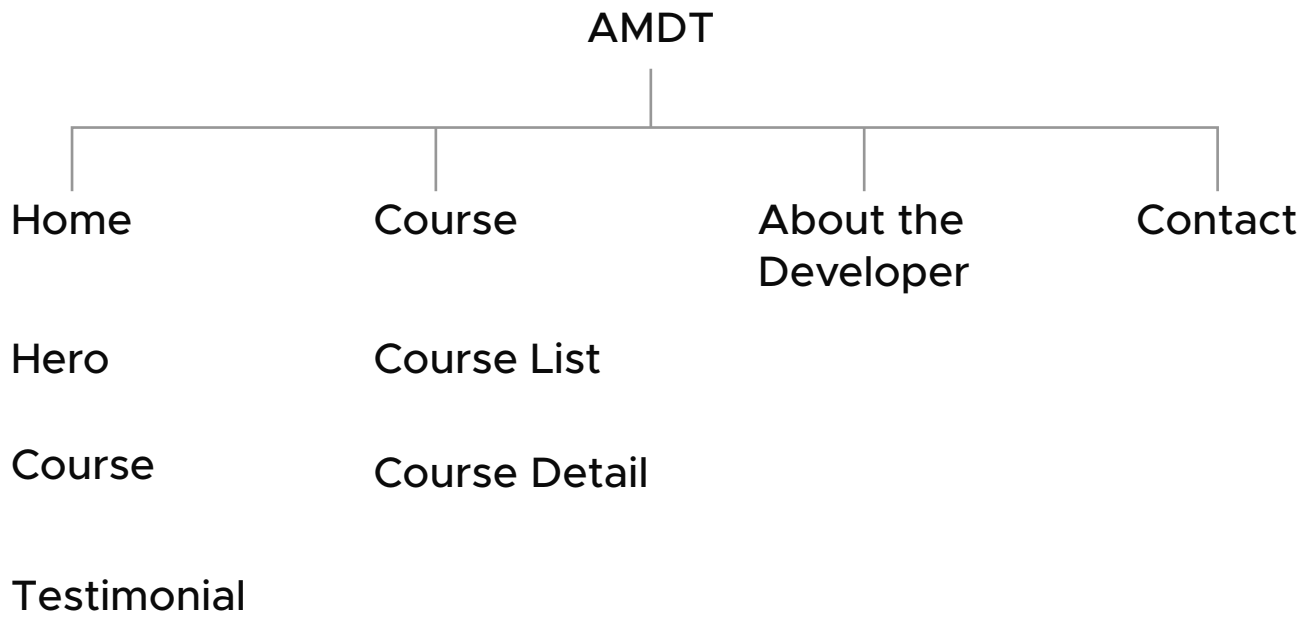 AMDT
Home
Course
About the
Developer
Contact
Hero
Course List
Course
Course Detail
Testimonial